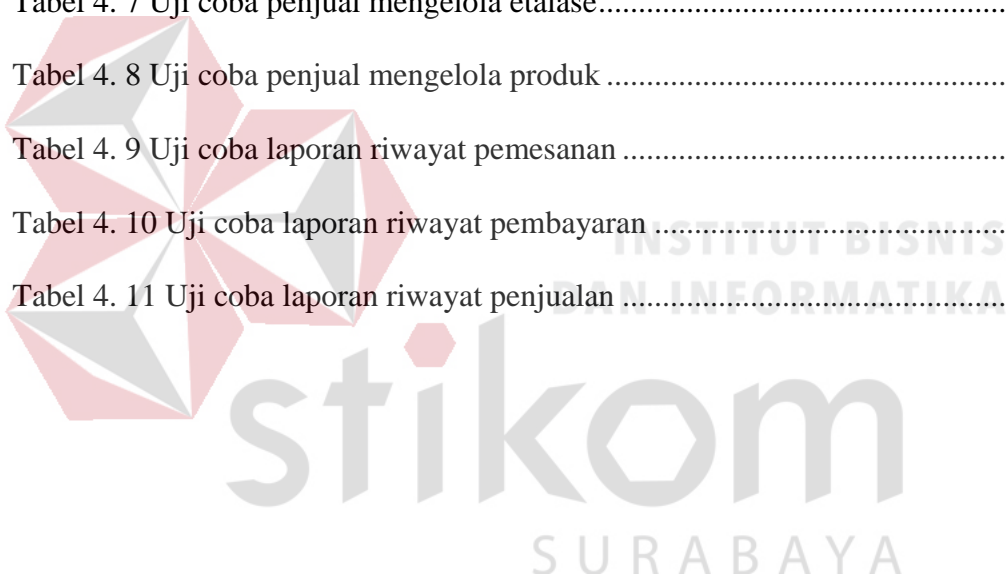 Tabel 4. 7 Uji coba penjual mengelola etalase..................................................
Tabel 4. 8 Uji coba penjual mengelola produk ..................................................
Tabel 4. 9 Uji coba laporan riwayat pemesanan ................................................
Tabel 4. 10 Uji coba laporan riwayat pembayaran ............................................
INSTITUT BISNIS
Tabel 4. 11 Uji coba laporan riwayat penjualan ................................................
DAN INFORMATIKA
stikom
SURABAYA